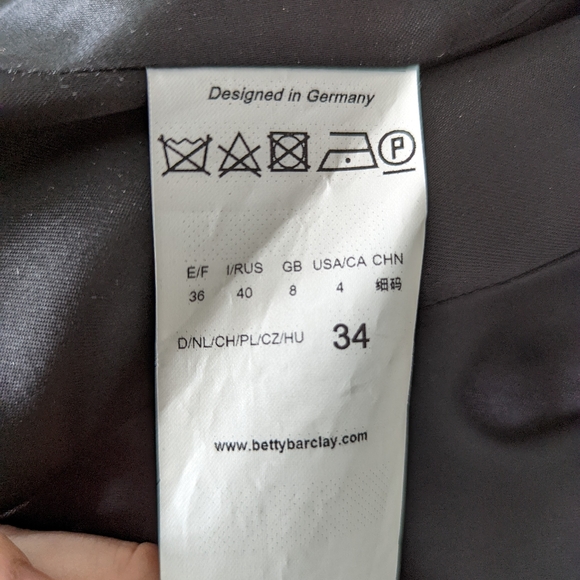 Designed in Germany
P
E/F I/RUS GB USA/CA CHN
36 40 8 4 细码
D/NL/CH/PL/CZ/HU 34
www.bettybarclay.com